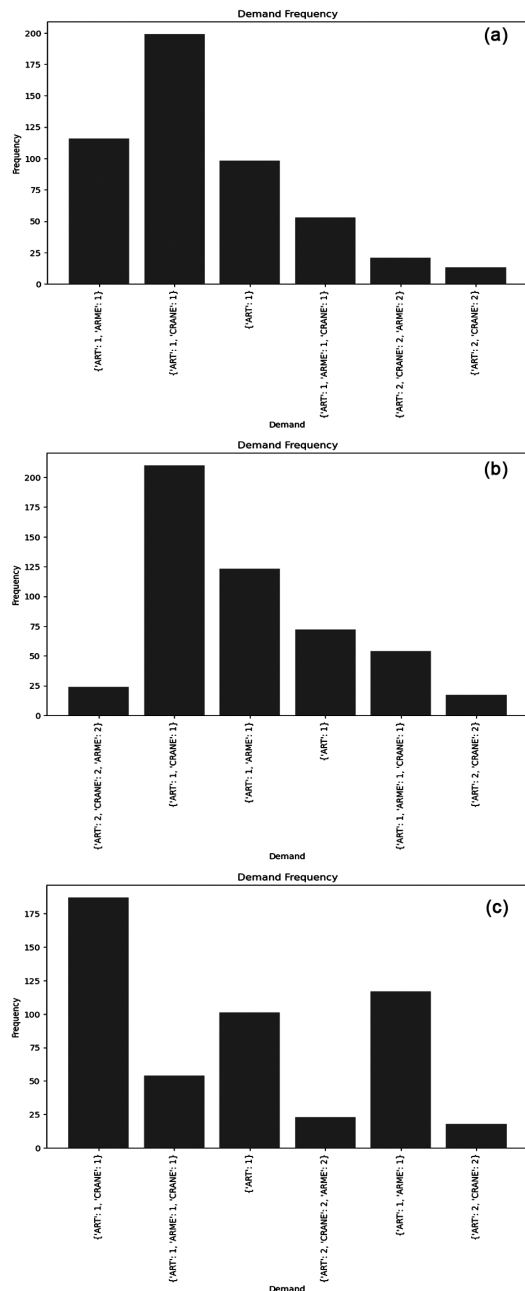 Demand Frequency
(a)
200
175
150
125
100
75
50
25
0
Frequency
{'ART': 1, 'ARME': 1}
{'ART': 1, 'CRANE': 1}
{'ART': 1}
{'ART': 1, 'ARME': 1, 'CRANE': 1}
{'ART': 2, 'CRANE': 2, 'ARME': 2}
{'ART': 2, 'CRANE': 2}
Demand
Demand Frequency
(b)
200
175
150
125
100
75
50
25
0
Frequency
{'ART': 2, 'CRANE': 2, 'ARME': 2}
{'ART': 1, 'CRANE': 1}
{'ART': 1, 'ARME': 1}
{'ART': 1}
{'ART': 1, 'ARME': 1, 'CRANE': 1}
{'ART': 2, 'CRANE': 2}
Demand
Demand Frequency
(c)
175
150
125
100
75
50
25
0
Frequency
{'ART': 1, 'CRANE': 1}
{'ART': 1, 'ARME': 1, 'CRANE': 1}
{'ART': 1}
{'ART': 2, 'CRANE': 2, 'ARME': 2}
{'ART': 1, 'ARME': 1}
{'ART': 2, 'CRANE': 2}
Demand